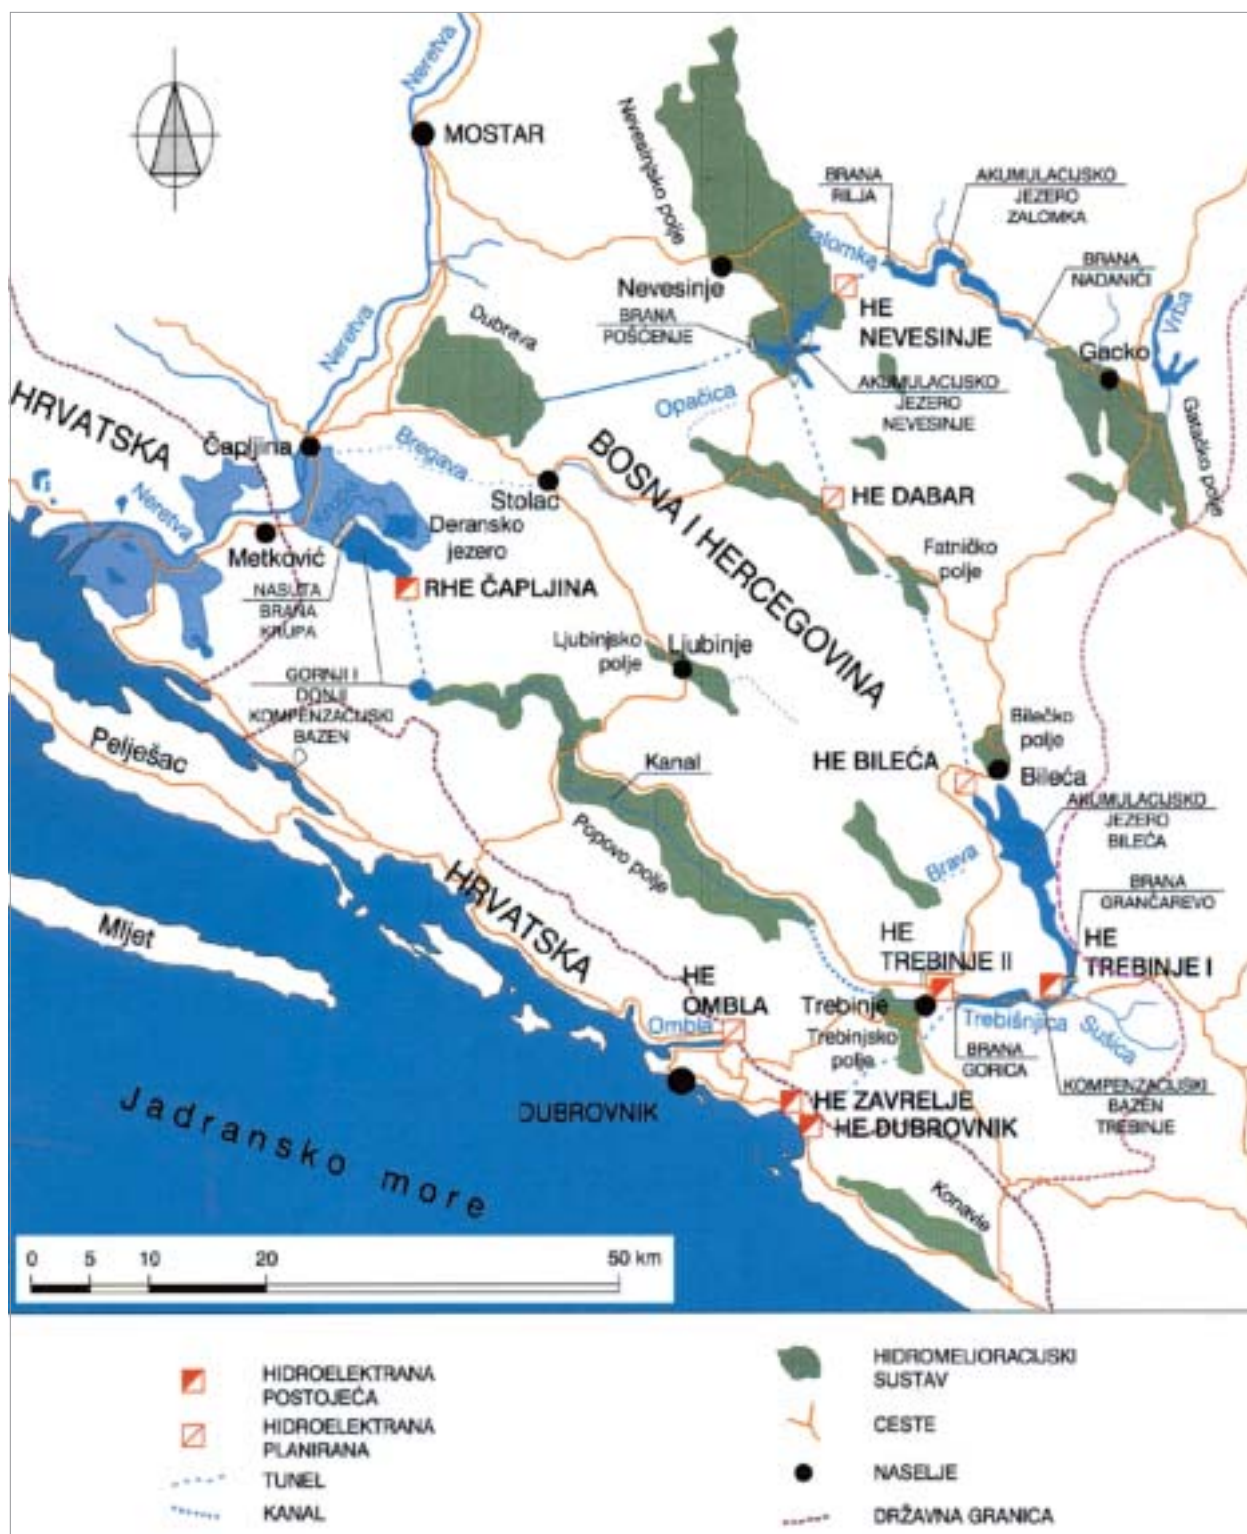 Neretva
MOSTAR
Nevesinjsko polje
BRANA
RILJA
AKUMULACIJSKO
JEZERO
ZALOMKA
Zalomka
BRANA
NADANIĆI
Nevesinje
HE
NEVESINJE
BRANA
POŠĆENJE
Vrba
Gacko
Gatačko polje
Neretva
Dubrava
AKUMULACIJSKO
JEZERO
NEVESINJE
Opačica
HRVATSKA
Čapljina
Bregava
Stolac
BOSNA I HERCEGOVINA
HE DABAR
Neretva
Metković
Deransko
jezero
Fatničko
polje
NASUTA
BRANA
KRUPA
RHE ČAPLJINA
Ljubinjsko
polje
Ljubinje
GORNJI I
DONJI
KOMPENZACIJSKI
BAZEN
Pelješac
Kanal
Bilečko
polje
HE BILEĆA
Bileća
AKUMULACIJSKO
JEZERO
BILEĆA
Popovo polje
Brava
BRANA
GRANČAREVO
HRVATSKA
Mljet
HE
TREBINJE II
HE
TREBINJE I
HE
OMBLA
Ombla
Trebinje
Trebinjsko
polje
Trebišnjica
Sušica
BRANA
GORICA
KOMPENZACIJSKI
BAZEN
TREBINJE
DUBROVNIK
HE ZAVRELJE
HE DUBROVNIK
Jadransko more
Konavle
0 5 10 20 50 km
HIDROELEKTRANA
POSTOJEĆA
HIDROELEKTRANA
PLANIRANA
TUNEL
KANAL
HIDROMELIORACIJSKI
SUSTAV
CESTE
NASELJE
DRŽAVNA GRANICA